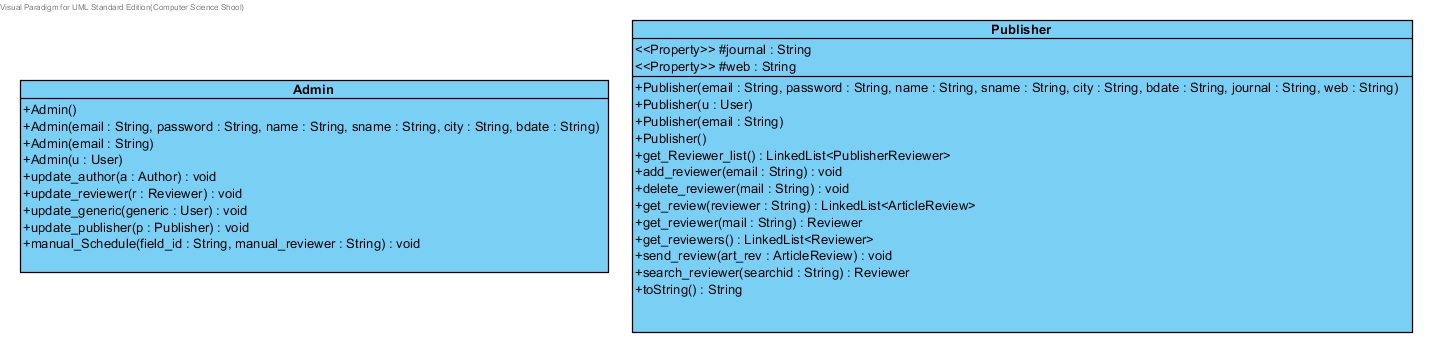 Visual Paradigm for UML Standard Edition(Computer Science Shool)
Admin
+Admin()
+Admin(email : String, password : String, name : String, sname : String, city : String, bdate : String)
+Admin(email : String)
+Admin(u : User)
+update_author(a : Author) : void
+update_reviewer(r : Reviewer) : void
+update_generic(generic : User) : void
+update_publisher(p : Publisher) : void
+manual_Schedule(field_id : String, manual_reviewer : String) : void
Publisher
<<Property>> #journal : String
<<Property>> #web : String
+Publisher(email : String, password : String, name : String, sname : String, city : String, bdate : String, journal : String, web : String)
+Publisher(u : User)
+Publisher(email : String)
+Publisher()
+get_Reviewer_list() : LinkedList<PublisherReviewer>
+add_reviewer(email : String) : void
+delete_reviewer(mail : String) : void
+get_review(reviewer : String) : LinkedList<ArticleReview>
+get_reviewer(mail : String) : Reviewer
+get_reviewers() : LinkedList<Reviewer>
+send_review(art_rev : ArticleReview) : void
+search_reviewer(searchid : String) : Reviewer
+toString() : String